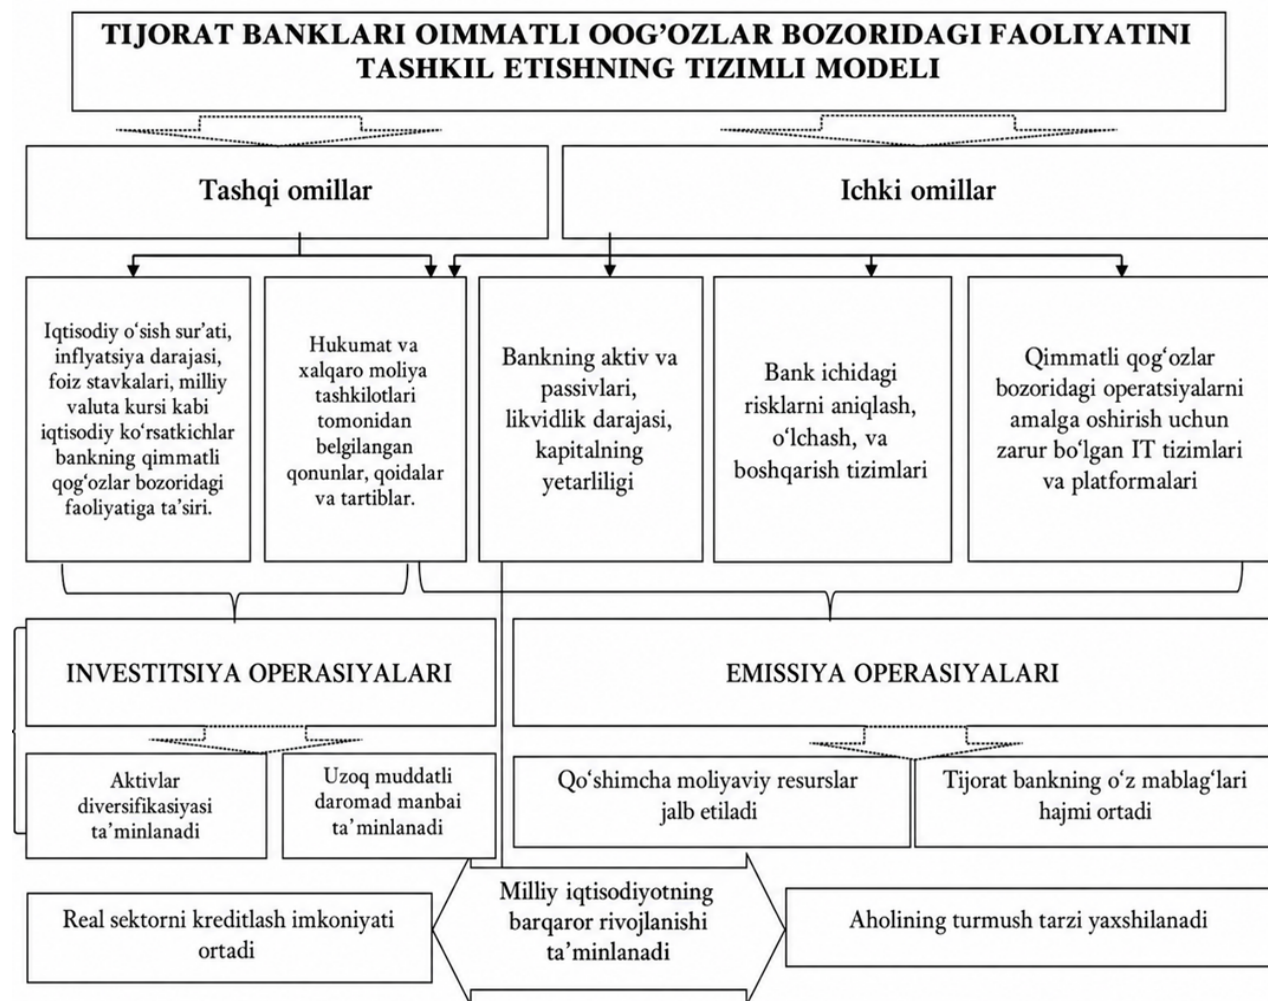 TIJORAT BANKLARI OIMMATLI OOG’OZLAR BOZORIDAGI FAOLIYATINI
TASHKIL ETISHNING TIZIMLI MODELI
Tashqi omillar
Ichki omillar
Iqtisodiy o‘sish sur’ati,
inflyatsiya darajasi,
foiz stavkalari, milliy
valuta kursi kabi
iqtisodiy ko‘rsatkichlar
bankning qimmatli
qog‘ozlar bozoridagi
faoliyatiga ta’siri.
Hukumat va
xalqaro moliya
tashkilotlari
tomonidan
belgilangan
qonunlar, qoidalar
va tartiblar.
Bankning aktiv va
passivlari,
likvidlik darajasi,
kapitalning
yetarliligi
Bank ichidagi
risklarni aniqlash,
o‘lchash, va
boshqarish tizimlari
Qimmatli qog‘ozlar
bozoridagi operatsiyalarni
amalga oshirish uchun
zarur bo‘lgan IT tizimlari
va platformalari
INVESTITSIYA OPERASIYALARI
EMISSIYA OPERASIYALARI
Aktivlar
diversifikasiyasi
ta’minlanadi
Uzoq muddatli
daromad manbai
ta’minlanadi
Qo‘shimcha moliyaviy resurslar
jalb etiladi
Tijorat bankning o‘z mablag‘lari
hajmi ortadi
Real sektorni kreditlash imkoniyati
ortadi
Milliy iqtisodiyotning
barqaror rivojlanishi
ta’minlanadi
Aholining turmush tarzi yaxshilanadi